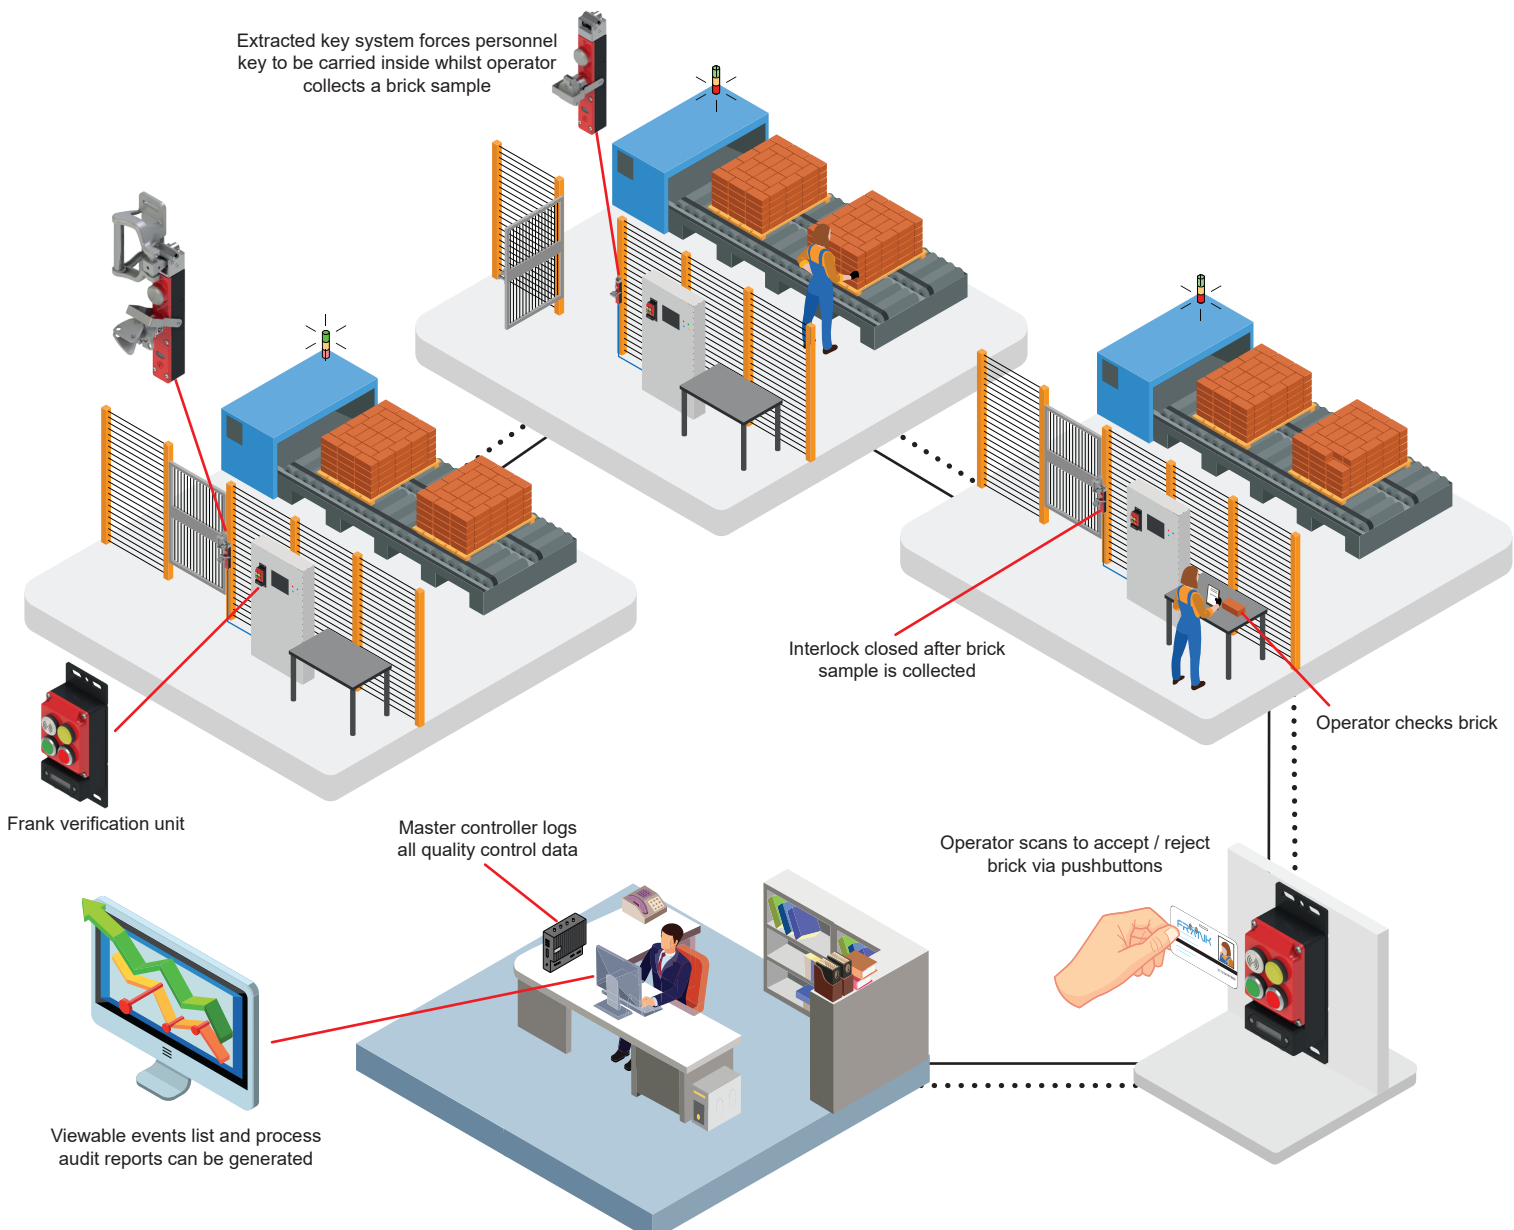 Extracted key system forces personnel
key to be carried inside whilst operator
collects a brick sample
Interlock closed after brick
sample is collected
Operator checks brick
Frank verification unit
Master controller logs
all quality control data
Operator scans to accept / reject
brick via pushbuttons
FRANK
Viewable events list and process
audit reports can be generated